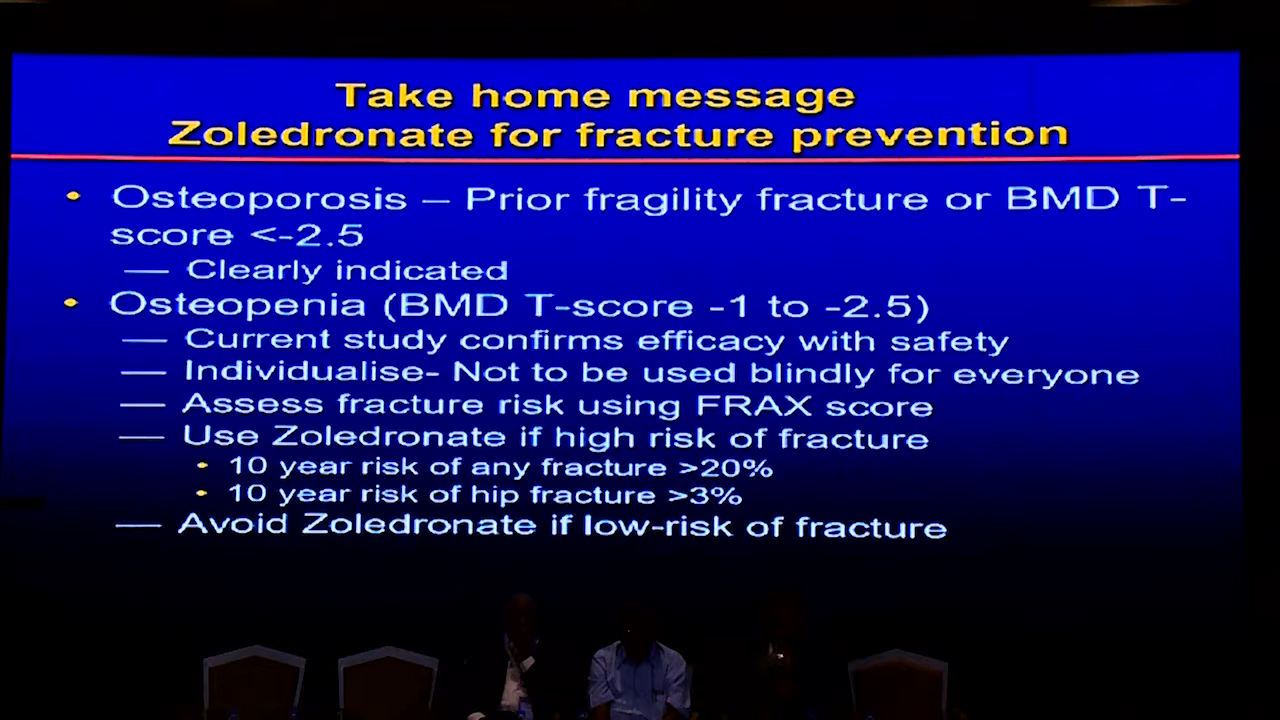 Take home message
Zoledronate for fracture prevention
• Osteoporosis – Prior fragility fracture or BMD T-
score <-2.5
— Clearly indicated
• Osteopenia (BMD T-score -1 to -2.5)
— Current study confirms efficacy with safety
— Individualise- Not to be used blindly for everyone
— Assess fracture risk using FRAX score
— Use Zoledronate if high risk of fracture
• 10 year risk of any fracture >20%
• 10 year risk of hip fracture >3%
— Avoid Zoledronate if low-risk of fracture